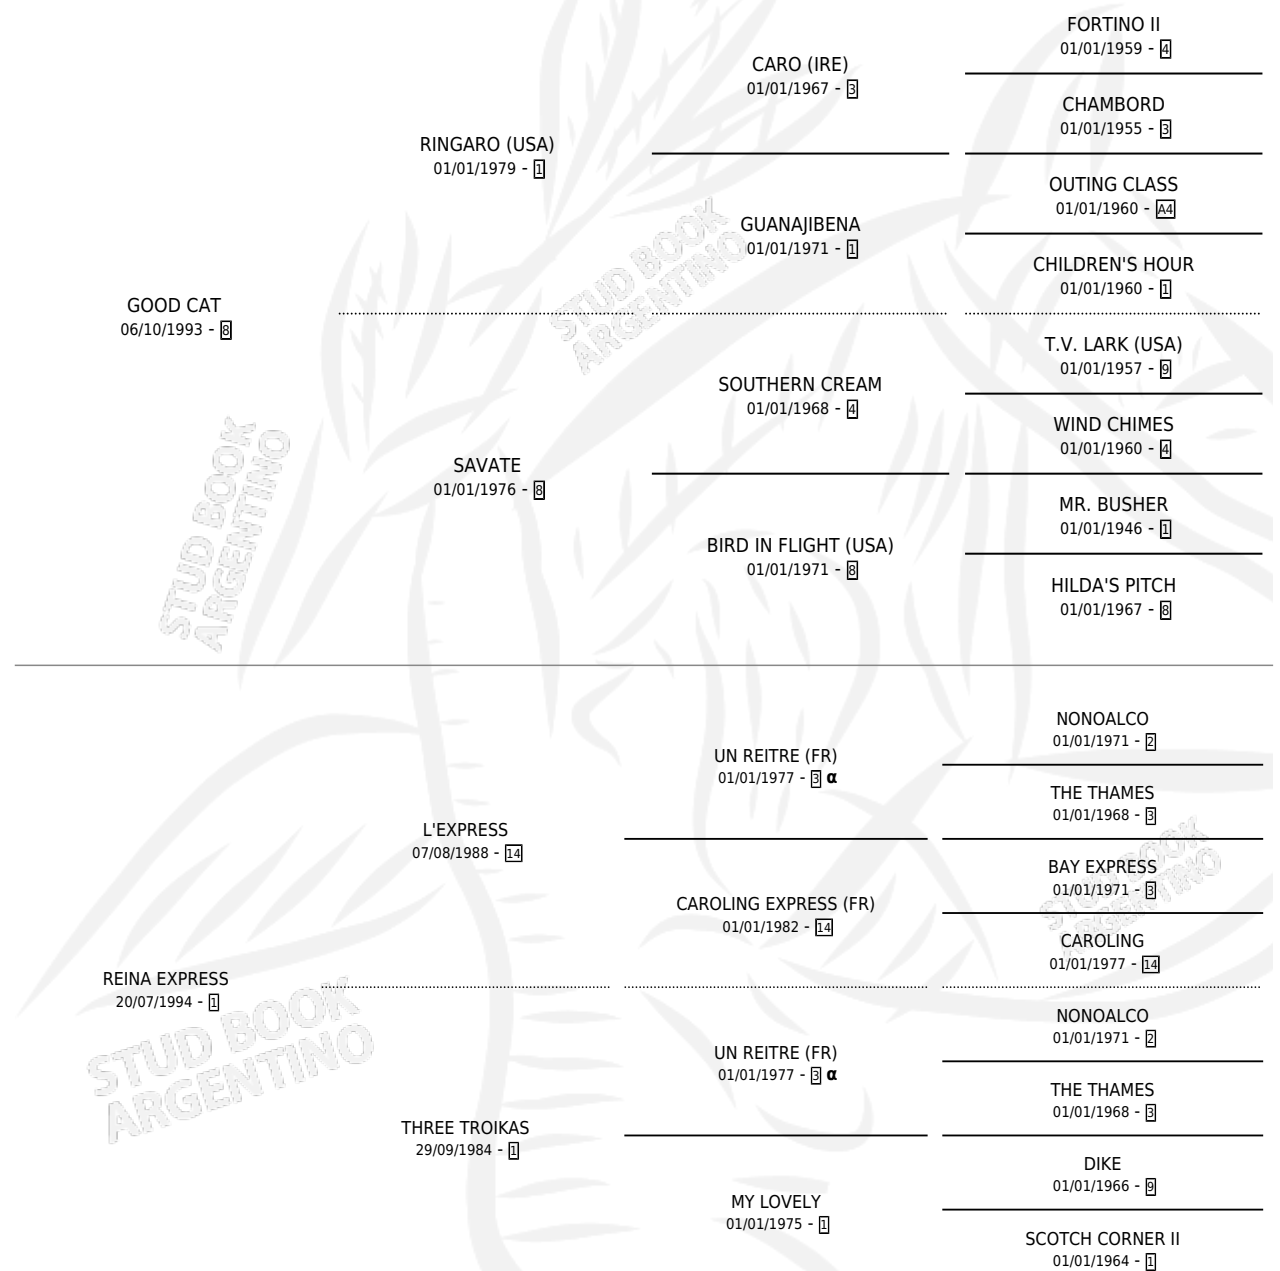 FORTINO II
01/01/1959 - 4
CARO (IRE)
01/01/1967 - 3
CHAMBORD
01/01/1955 - 3
RINGARO (USA)
01/01/1979 - 1
OUTING CLASS
01/01/1960 - A4
GUANAJIBENA
01/01/1971 - 1
CHILDREN'S HOUR
01/01/1960 - 1
GOOD CAT
06/10/1993 - 8
STUD BOOK
ARGENTINO
T.V. LARK (USA)
01/01/1957 - 9
SOUTHERN CREAM
01/01/1968 - 4
WIND CHIMES
01/01/1960 - 4
SAVATE
01/01/1976 - 8
MR. BUSHER
01/01/1946 - 1
BIRD IN FLIGHT (USA)
01/01/1971 - 8
HILDA'S PITCH
01/01/1967 - 8
STUD BOOK
ARGENTINO
NONOALCO
01/01/1971 - 2
UN REITRE (FR)
01/01/1977 - 3 α
THE THAMES
01/01/1968 - 3
L'EXPRESS
07/08/1988 - 14
BAY EXPRESS
01/01/1971 - 3
CAROLING EXPRESS (FR)
01/01/1982 - 14
CAROLING
01/01/1977 - 14
STUD BOOK
ARGENTINO
REINA EXPRESS
20/07/1994 - 1
STUD BOOK
ARGENTINO
NONOALCO
01/01/1971 - 2
UN REITRE (FR)
01/01/1977 - 3 α
THE THAMES
01/01/1968 - 3
THREE TROIKAS
29/09/1984 - 1
DIKE
01/01/1966 - 9
MY LOVELY
01/01/1975 - 1
SCOTCH CORNER II
01/01/1964 - 1